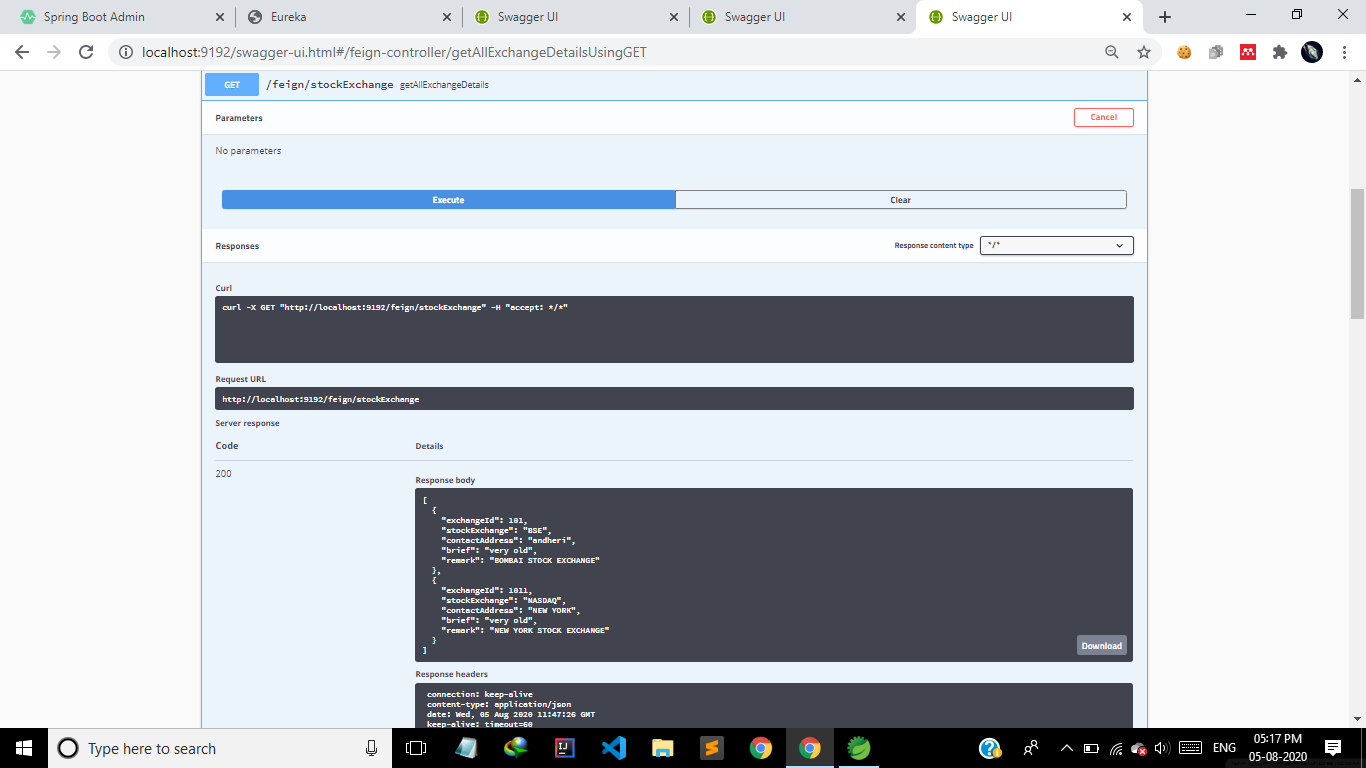 Spring Boot Admin
Eureka
Swagger UI
Swagger UI
Swagger UI
localhost:9192/swagger-ui.html#/feign-controller/getAllExchangeDetailsUsingGET
GET /feign/stockExchange getAllExchangeDetails
Parameters
Cancel
No parameters
Execute
Clear
Responses
Response content type */*
Curl
curl -X GET "http://localhost:9192/feign/stockExchange" -H "accept: */*"
Request URL
http://localhost:9192/feign/stockExchange
Server response
Code Details
200
Response body
[
{
"exchangeId": 101,
"stockExchange": "BSE",
"contactAddress": "andheri",
"brief": "very old",
"remark": "BOMBAI STOCK EXCHANGE"
},
{
"exchangeId": 1011,
"stockExchange": "NASDAQ",
"contactAddress": "NEW YORK",
"brief": "very old",
"remark": "NEW YORK STOCK EXCHANGE"
}
]
Download
Response headers
connection: keep-alive
content-type: application/json
date: Wed, 05 Aug 2020 11:47:26 GMT
keep-alive: timeout=60
Type here to search
ENG
05:17 PM
05-08-2020